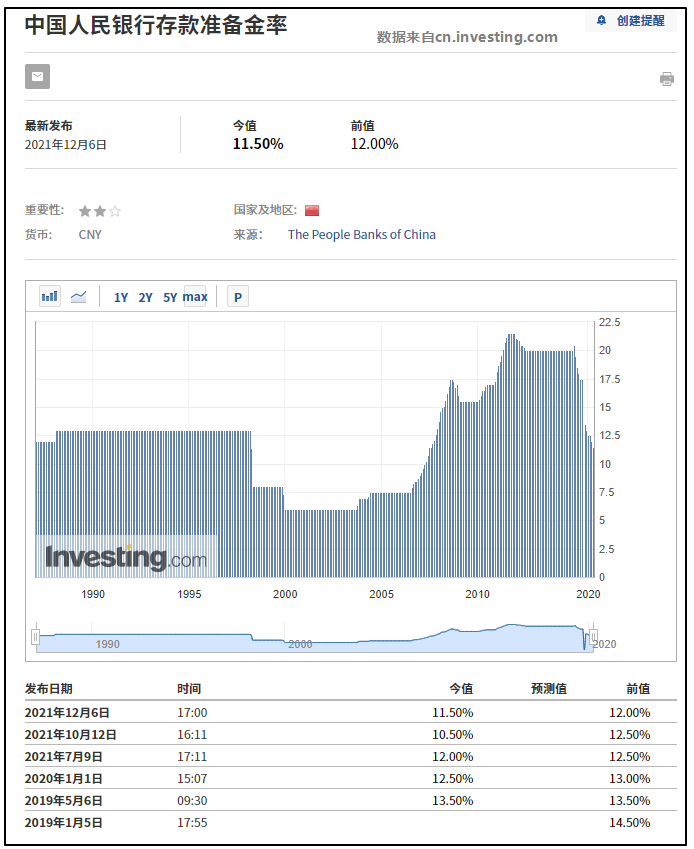 中国人民银行存款准备金率
数据来自cn.investing.com
创建提醒
最新发布
今值
前值
2021年12月6日
11.50%
12.00%
重要性:
国家及地区:
货币:
CNY
来源:
The People Banks of China
1Y 2Y 5Y max P
22.5
20
17.5
15
12.5
10
7.5
5
2.5
0
Investing.com
1990 1995 2000 2005 2010 2020
1990 2000 2020
发布日期 时间 今值 预测值 前值
2021年12月6日 17:00 11.50% 12.00%
2021年10月12日 16:11 10.50% 12.50%
2021年7月9日 17:11 12.00% 12.50%
2020年1月1日 15:07 12.50% 13.00%
2019年5月6日 09:30 13.50% 13.50%
2019年1月5日 17:55 14.50%